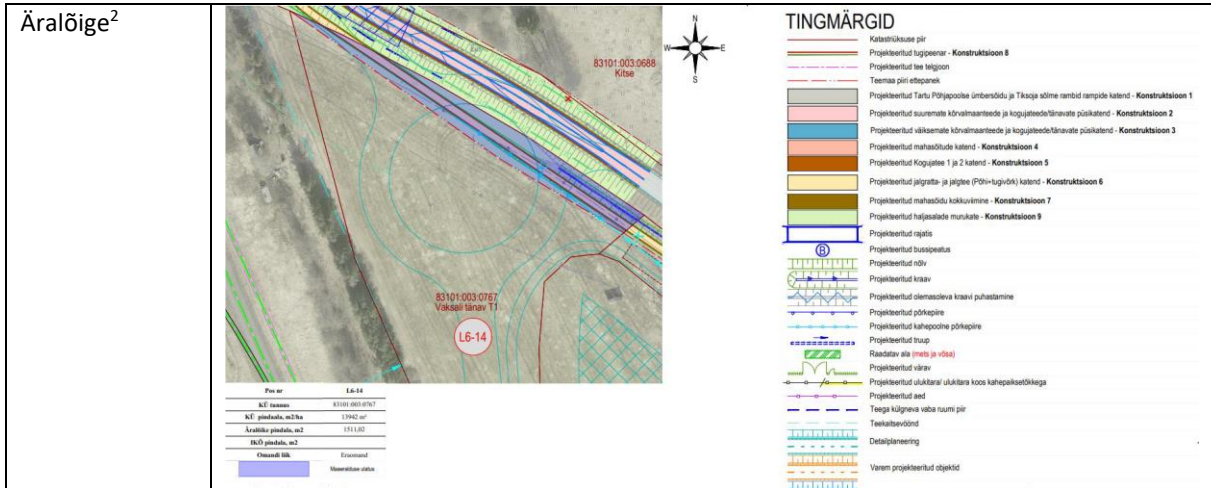 Äralõige²
N
W
E
S
83101:003:0688
Kitse
83101:003:0767
Vaksali tänav T1
L6-14
Pos nr L6-14
KÜ tunnus 83101:003:0767
KÜ pindaala, m2/ha 13942 m²
Äralõike pindala, m2 1511,02
IKÕ pindala, m2
Omandi liik Eraomand
Maaeralduse ulatus
TINGMÄRGID
Katastriüksuse piir
Projekteeritud tugipeenar - Konstruktsioon 8
Projekteeritud tee telgjoon
Teemaa piiri ettepanek
Projekteeritud Tartu Põhjapoolse ümbersõidu ja Tiksoja sõlme rambid rampide katend - Konstruktsioon 1
Projekteeritud suuremate kõrvalmaanteede ja kogujateede/tänavate püsikatend - Konstruktsioon 2
Projekteeritud väiksemate kõrvalmaanteede ja kogujateede/tänavate püsikatend - Konstruktsioon 3
Projekteeritud mahasõitude katend - Konstruktsioon 4
Projekteeritud Kogujatee 1 ja 2 katend - Konstruktsioon 5
Projekteeritud jalgratta- ja jalgtee (Põhi+tugivõrk) katend - Konstruktsioon 6
Projekteeritud mahasõidu kokkuviimine - Konstruktsioon 7
Projekteeritud haljasalade murukate - Konstruktsioon 9
Projekteeritud rajatis
B Projekteeritud bussipeatus
Projekteeritud nõlv
Projekteeritud kraav
Projekteeritud olemasoleva kraavi puhastamine
Projekteeritud põrkepiire
Projekteeritud kahepoolne põrkepiire
Projekteeritud truup
Raadatav ala (mets ja võsa)
Projekteeritud värav
Projekteeritud ulukitara/ ulukitara koos kahepaiksetõkkega
Projekteeritud aed
Teega külgneva vaba ruumi piir
Teekaitsevöönd
Detailplaneering
Varem projekteeritud objektid